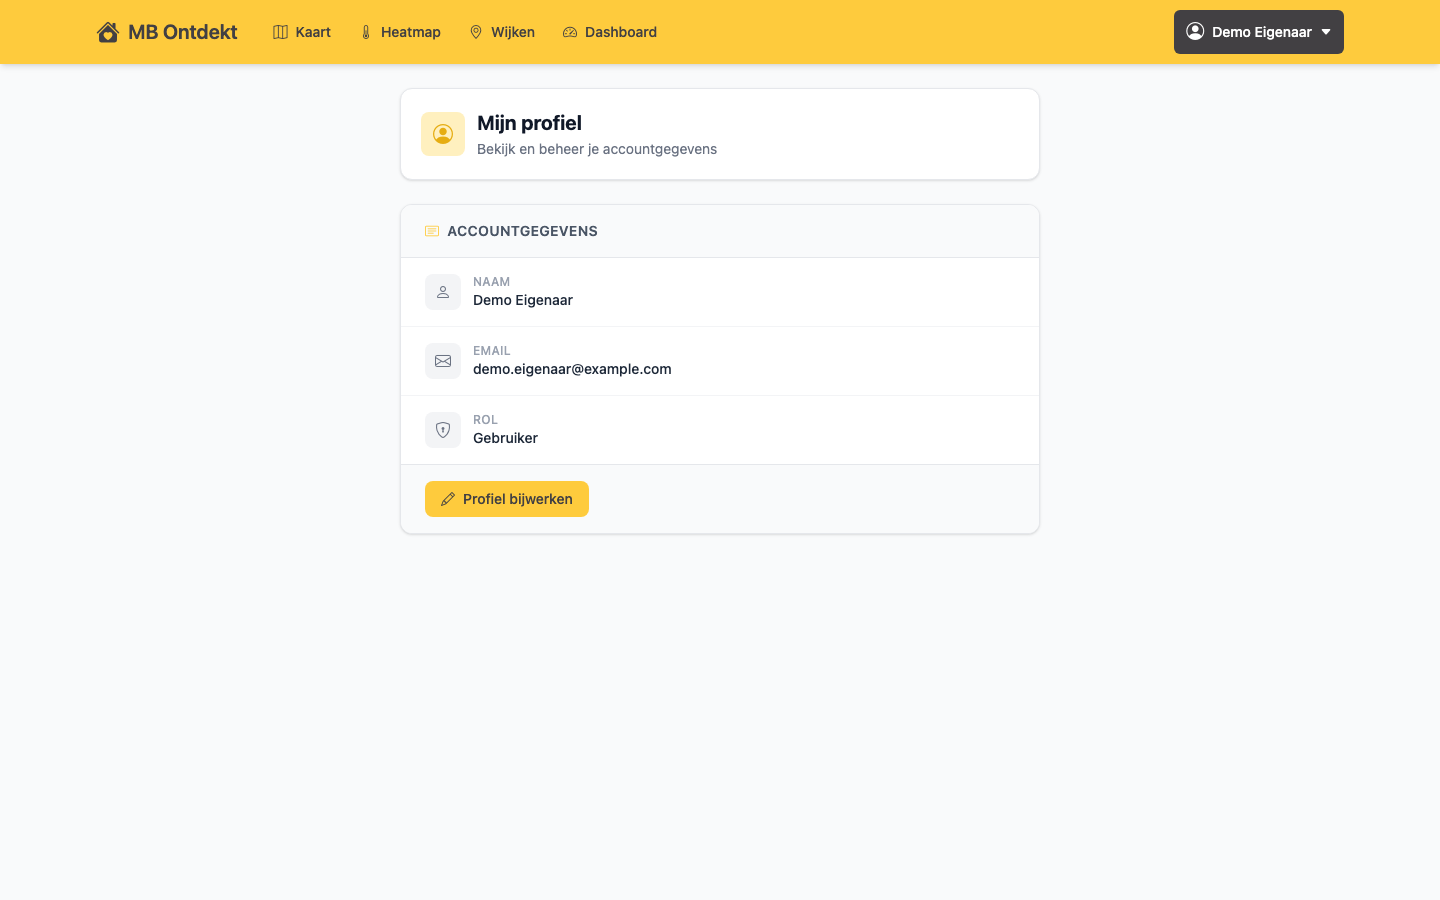 MB Ontdekt
Kaart
Heatmap
Wijken
Dashboard
Demo Eigenaar
Mijn profiel
Bekijk en beheer je accountgegevens
ACCOUNTGEGEVENS
NAAM
Demo Eigenaar
EMAIL
demo.eigenaar@example.com
ROL
Gebruiker
Profiel bijwerken